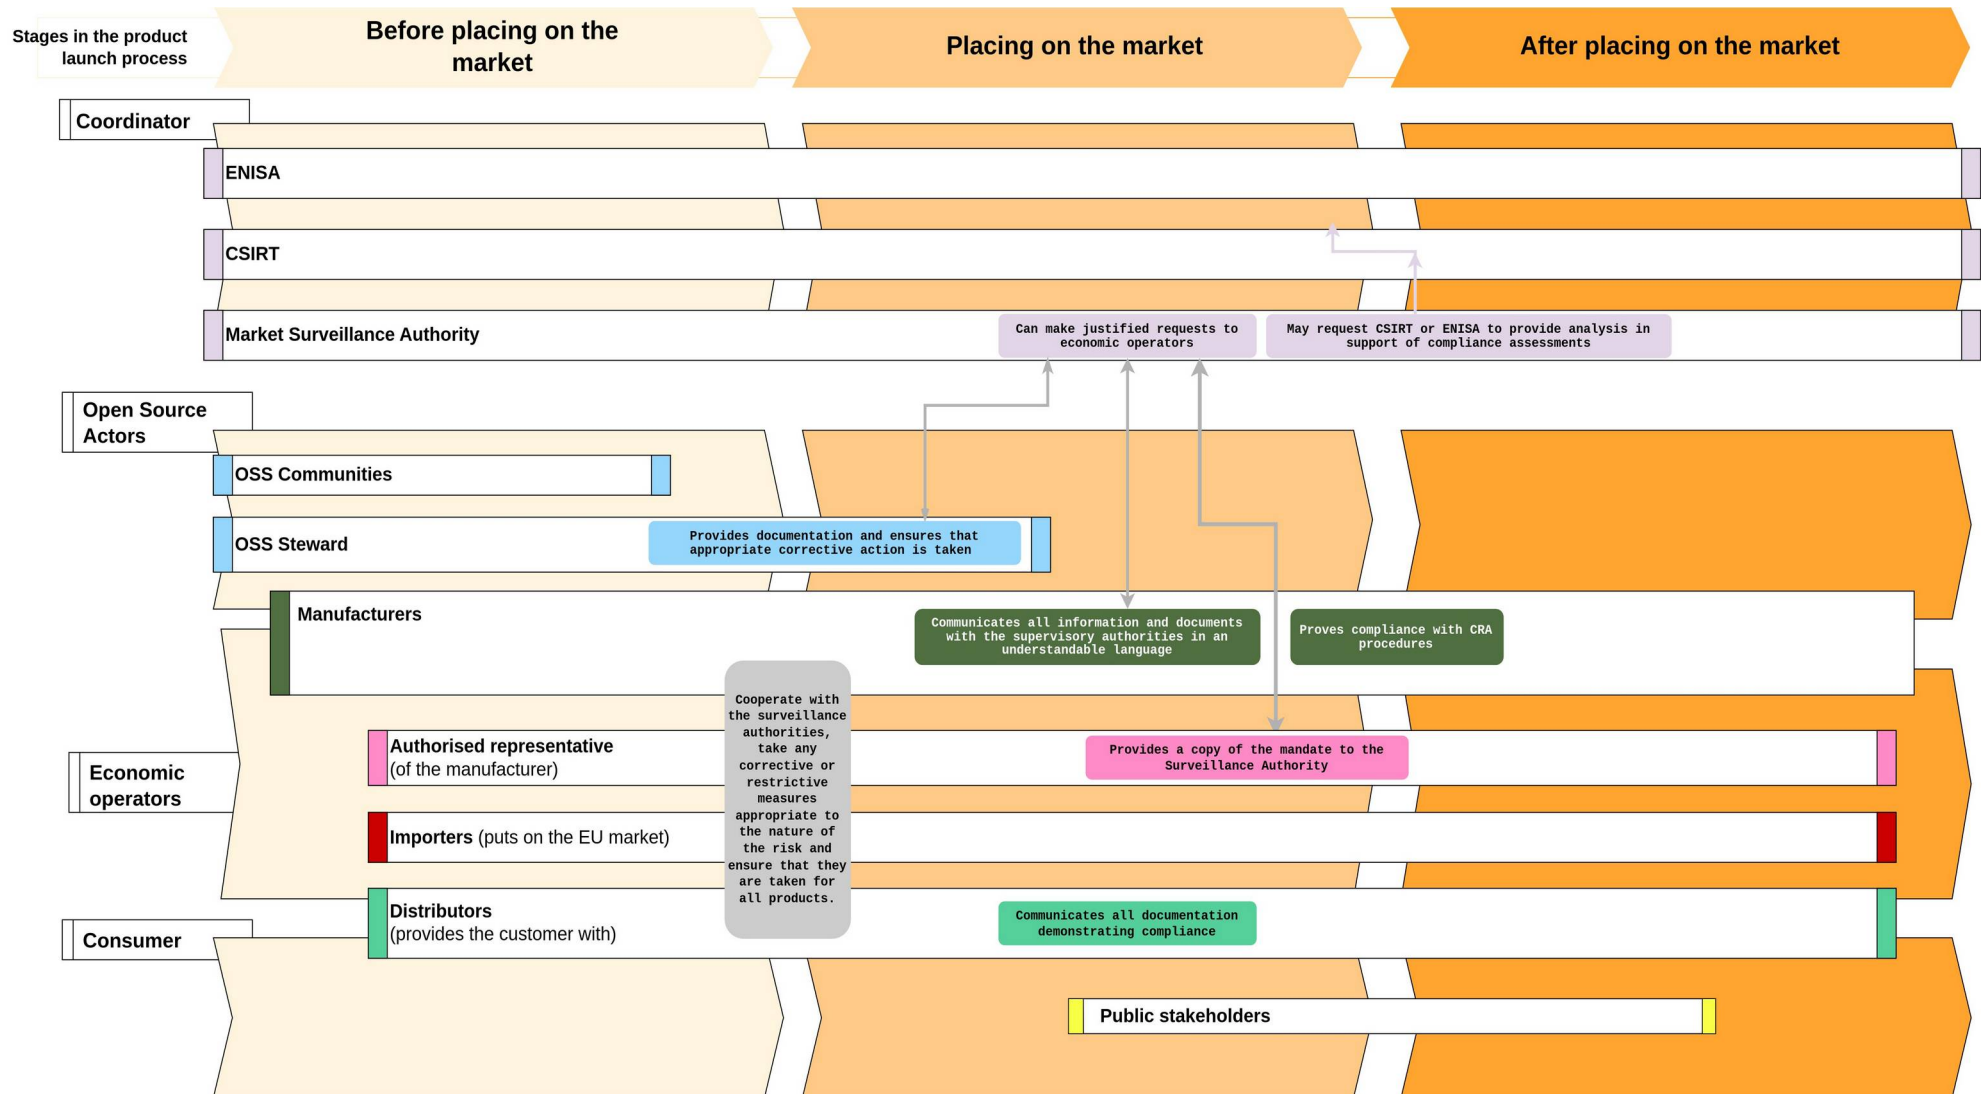 Stages in the product
launch process
Before placing on the
market
Placing on the market
After placing on the market
Coordinator
ENISA
CSIRT
Market Surveillance Authority
Can make justified requests to
economic operators
May request CSIRT or ENISA to provide analysis in
support of compliance assessments
Open Source
Actors
OSS Communities
OSS Steward
Provides documentation and ensures that
appropriate corrective action is taken
Manufacturers
Communicates all information and documents
with the supervisory authorities in an
understandable language
Proves compliance with CRA
procedures
Cooperate with
the surveillance
authorities,
take any
corrective or
restrictive
measures
appropriate to
the nature of
the risk and
ensure that they
are taken for
all products.
Economic
operators
Authorised representative
(of the manufacturer)
Provides a copy of the mandate to the
Surveillance Authority
Importers (puts on the EU market)
Distributors
(provides the customer with)
Communicates all documentation
demonstrating compliance
Consumer
Public stakeholders